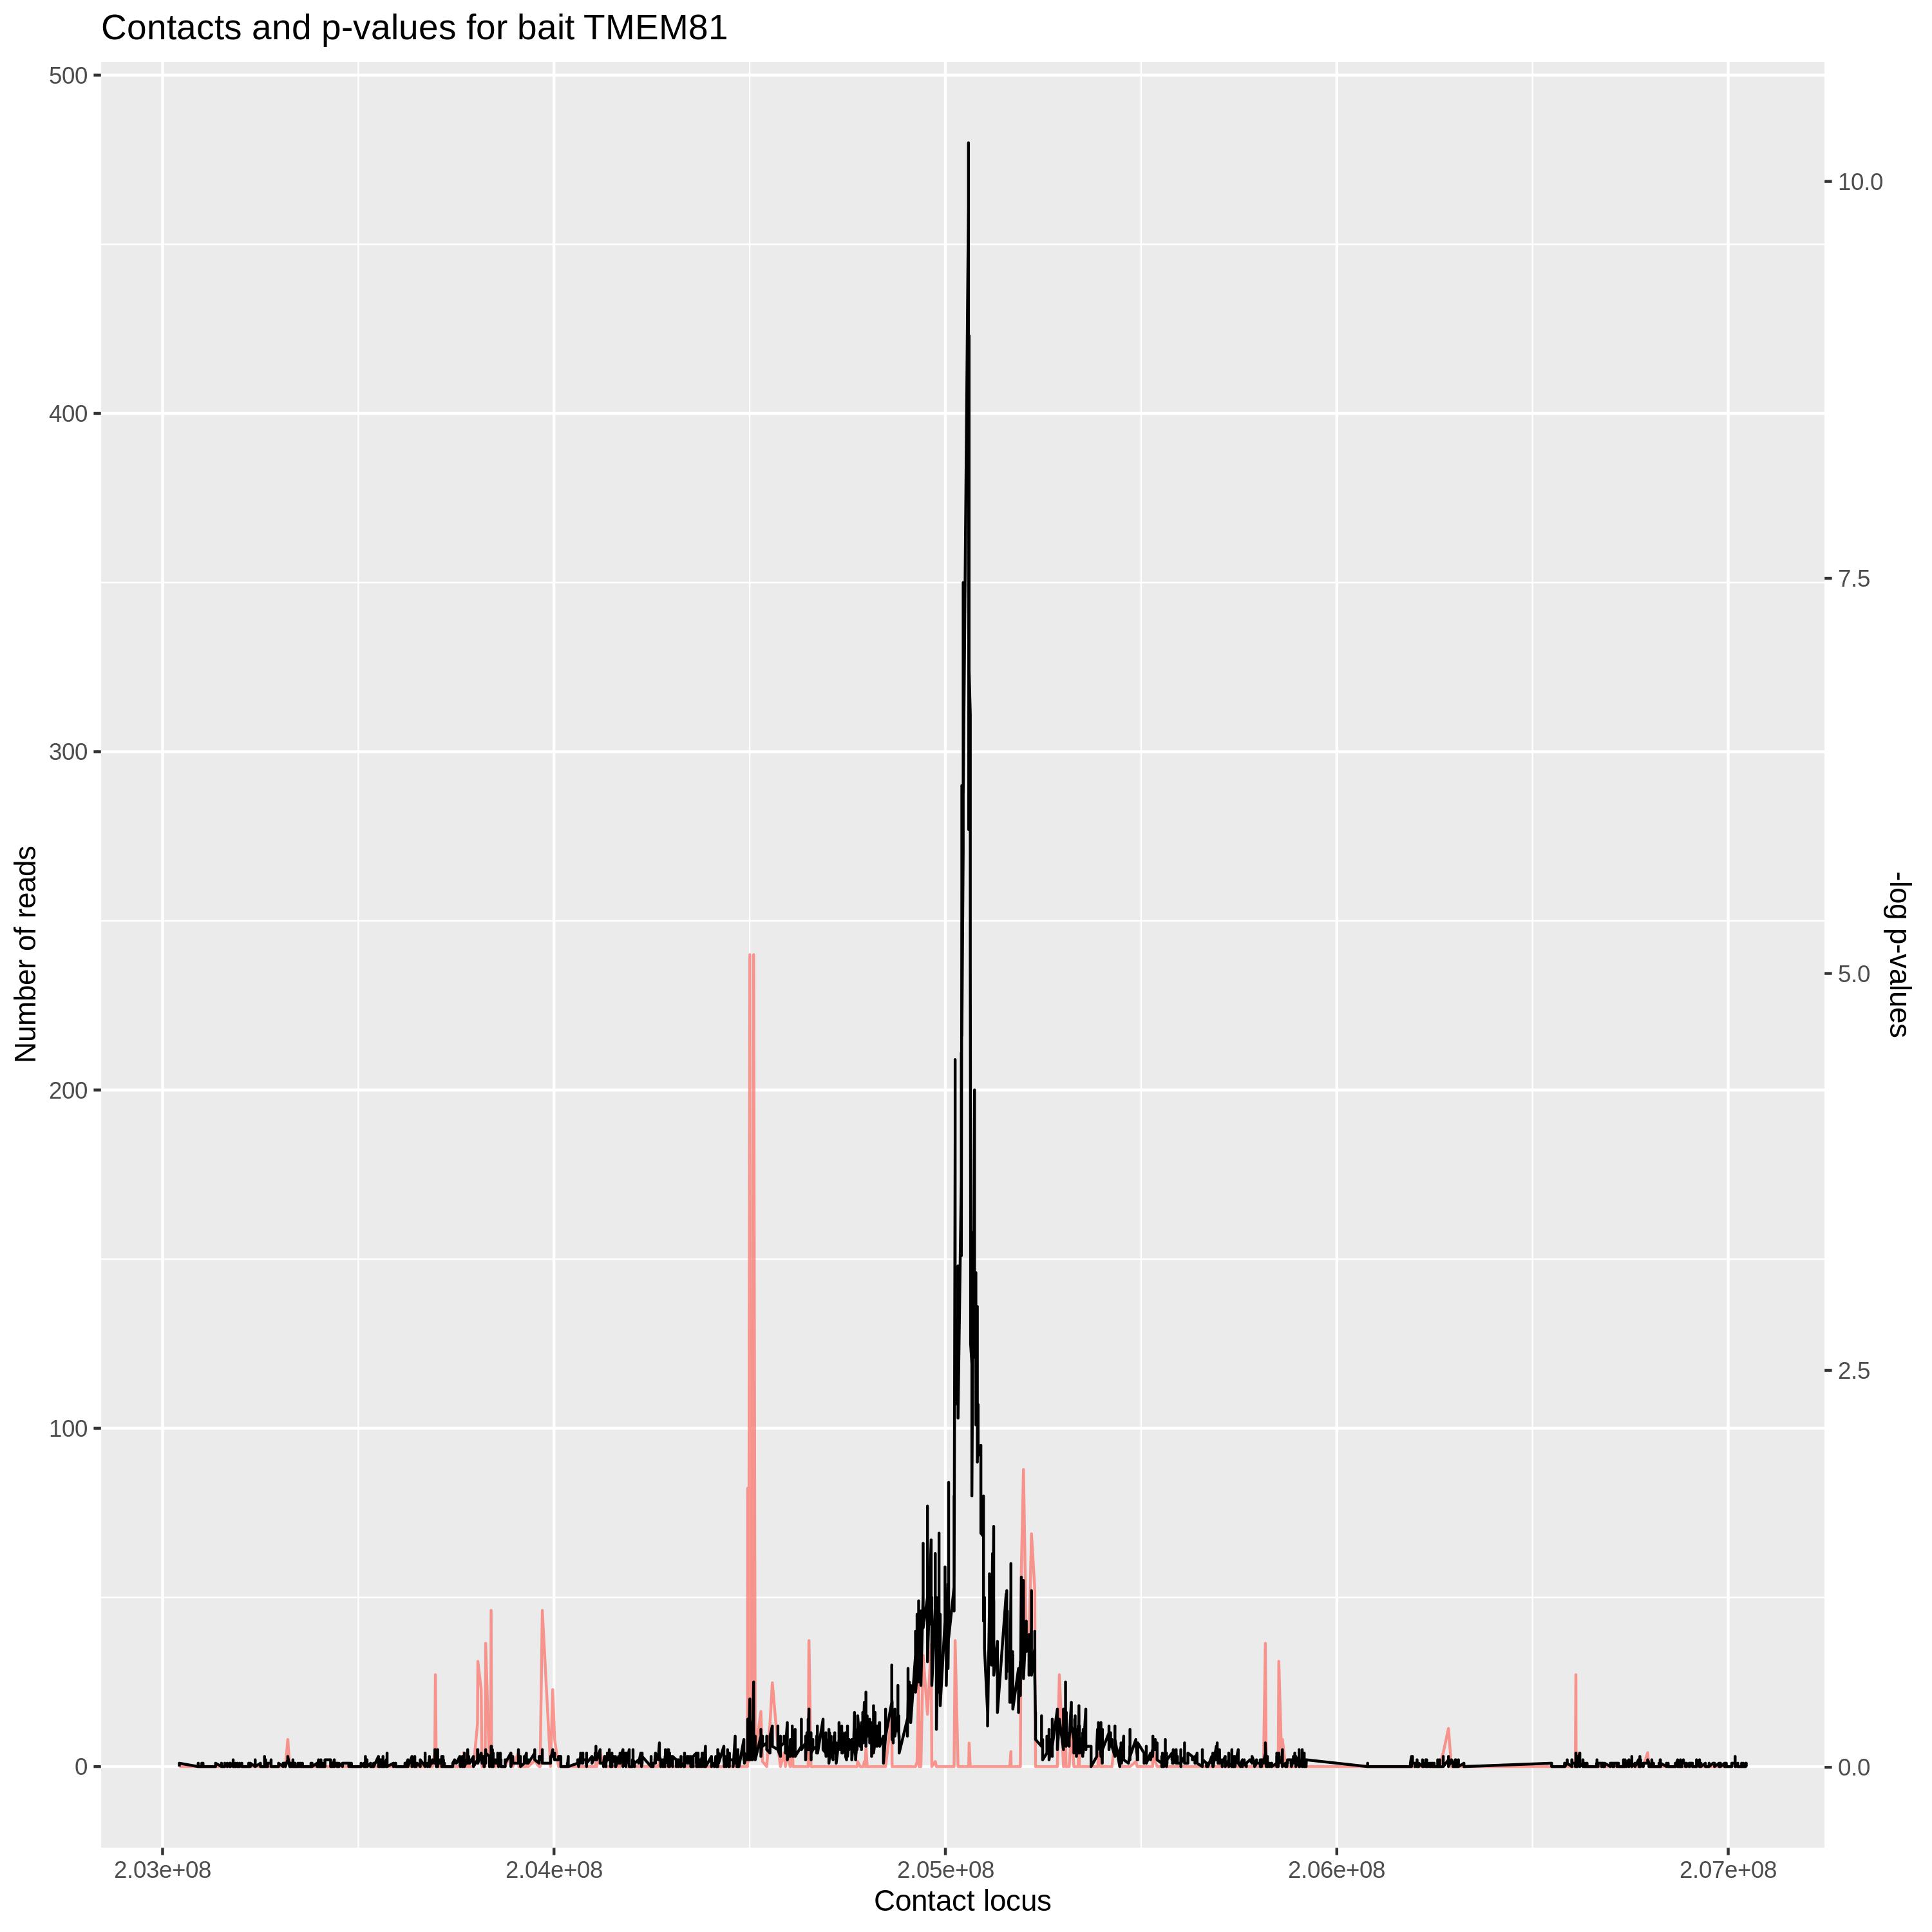 Contacts and p-values for bait TMEM81
500
400
300
200
100
0
Number of reads
10.0
7.5
5.0
2.5
0.0
-log p-values
2.03e+08 2.04e+08 2.05e+08 2.06e+08 2.07e+08
Contact locus